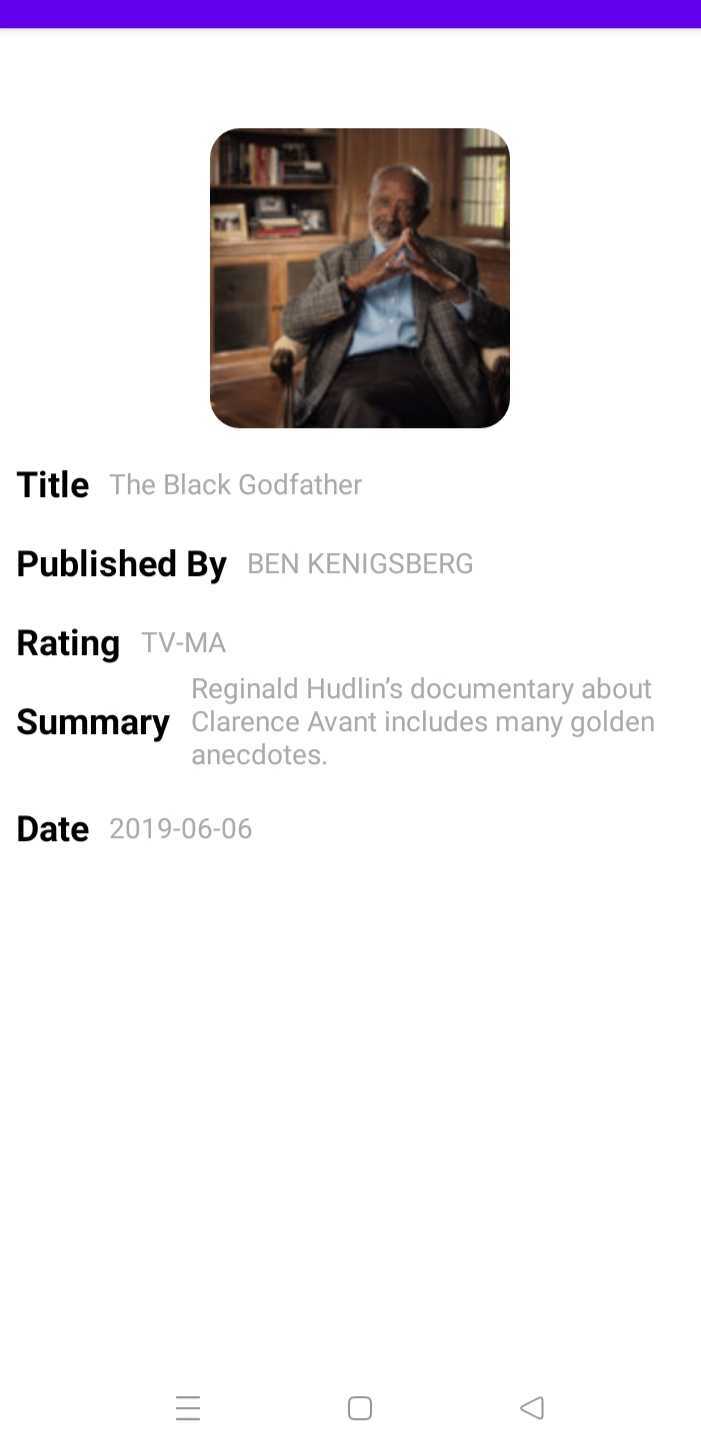 Title The Black Godfather
Published By BEN KENIGSBERG
Rating TV-MA
Summary Reginald Hudlin’s documentary about
Clarence Avant includes many golden
anecdotes.
Date 2019-06-06